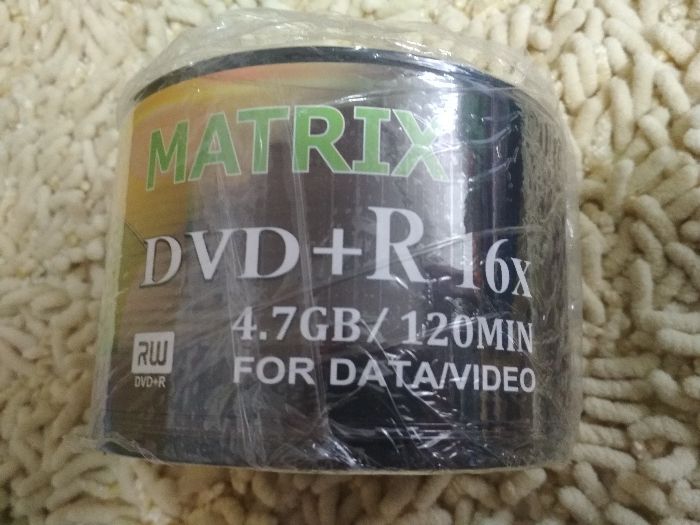 MATRIX
DVD+R 16x
4.7GB/ 120MIN
RW
DVD+R
FOR DATA/VIDEO